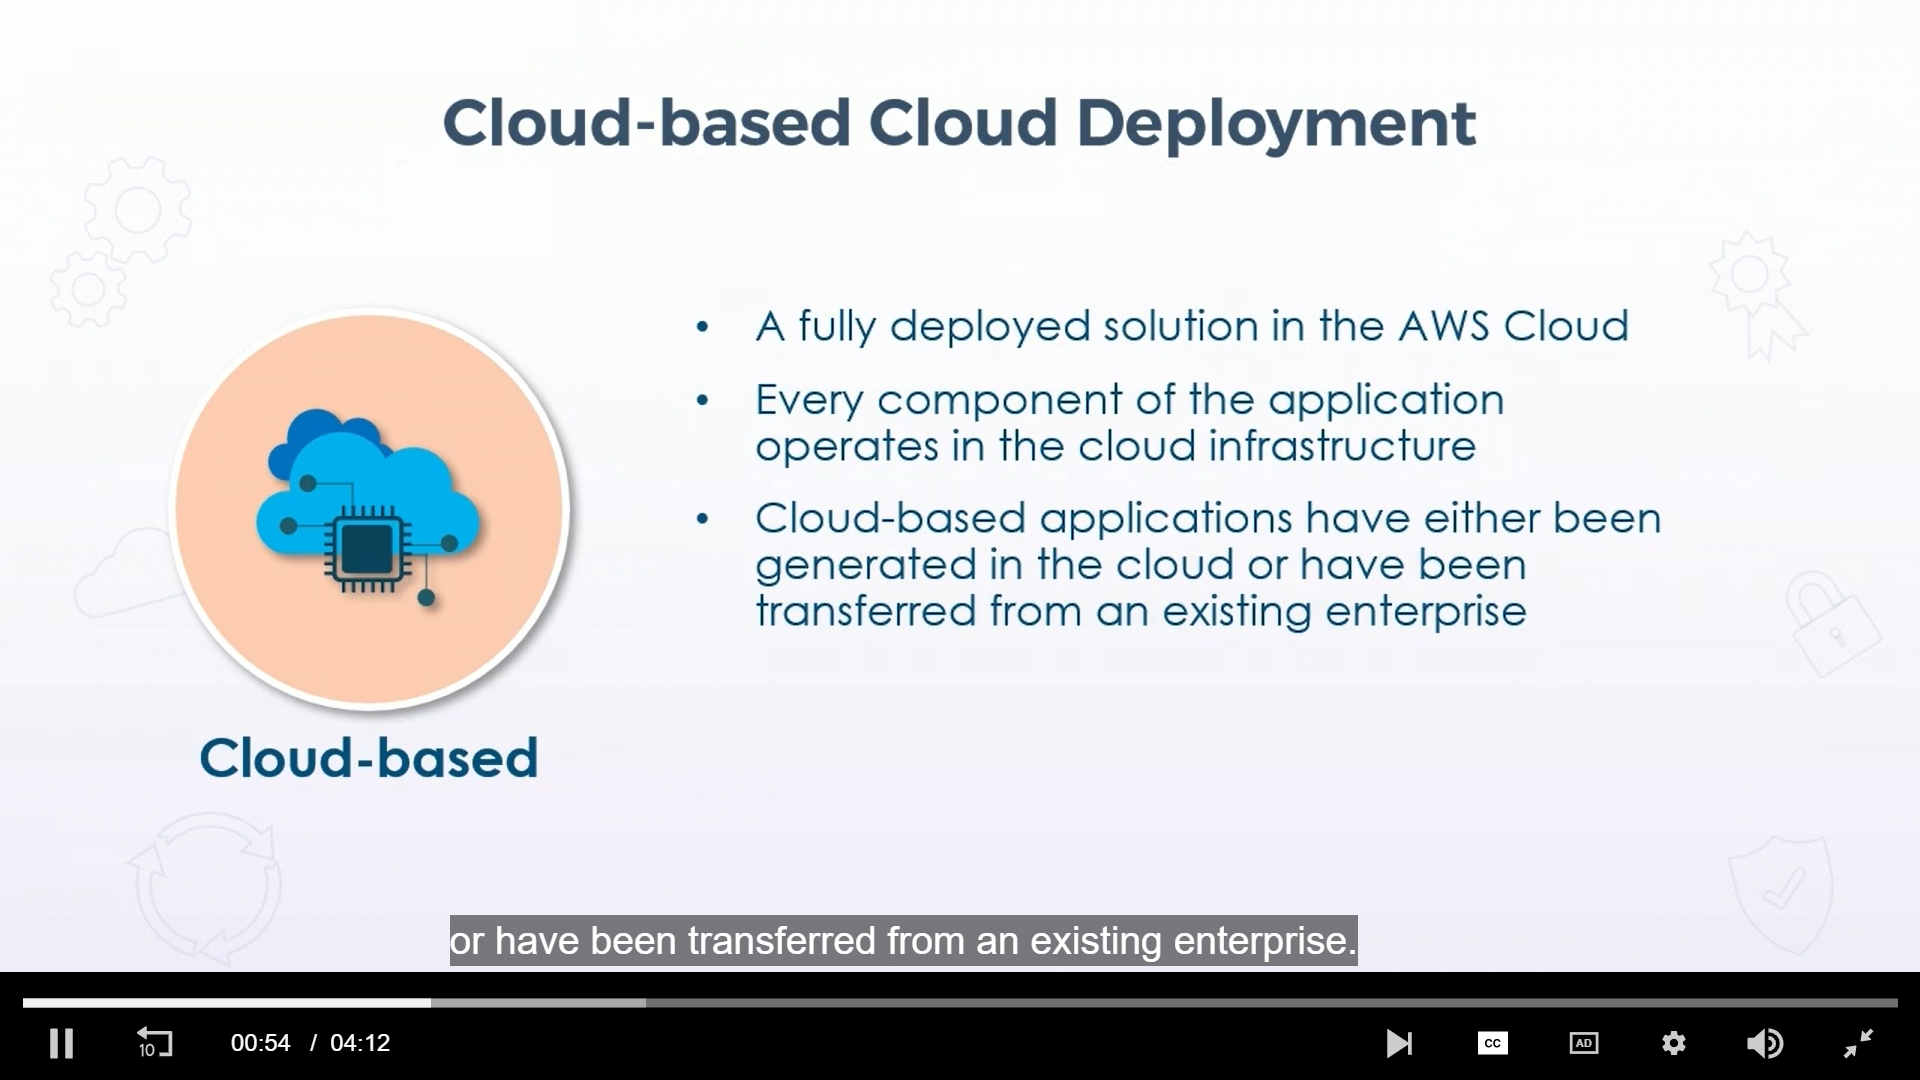 Cloud-based Cloud Deployment
• A fully deployed solution in the AWS Cloud
• Every component of the application
operates in the cloud infrastructure
• Cloud-based applications have either been
generated in the cloud or have been
transferred from an existing enterprise
Cloud-based
or have been transferred from an existing enterprise.
10 00:54 / 04:12 CC AD